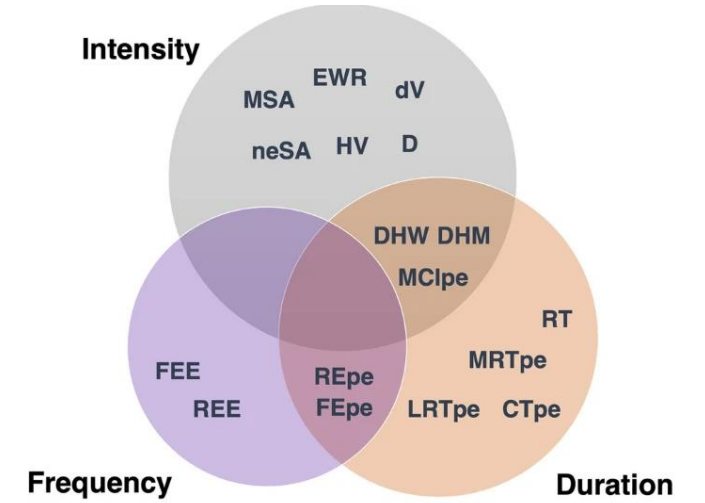 Intensity
EWR
MSA
dV
neSA
HV
D
DHW DHM
MCIpe
RT
MRTpe
FEE
REpe
REE
FEpe
LRTpe
CTpe
Frequency
Duration